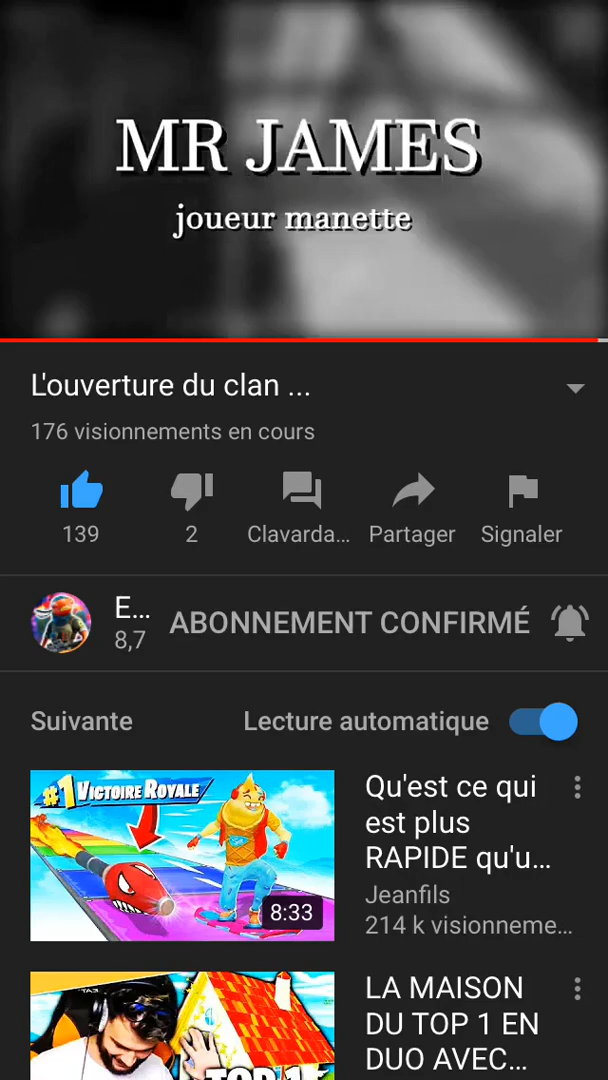 MR JAMES
joueur manette
L'ouverture du clan ...
176 visionnements en cours
139
2
Clavarda...
Partager
Signaler
E...
8,7
ABONNEMENT CONFIRMÉ
Suivante
Lecture automatique
#1 VICTOIRE ROYALE
8:33
Qu'est ce qui
est plus
RAPIDE qu'u...
Jeanfils
214 k visionneme...
LA MAISON
DU TOP 1 EN
DUO AVEC...
TOP 1